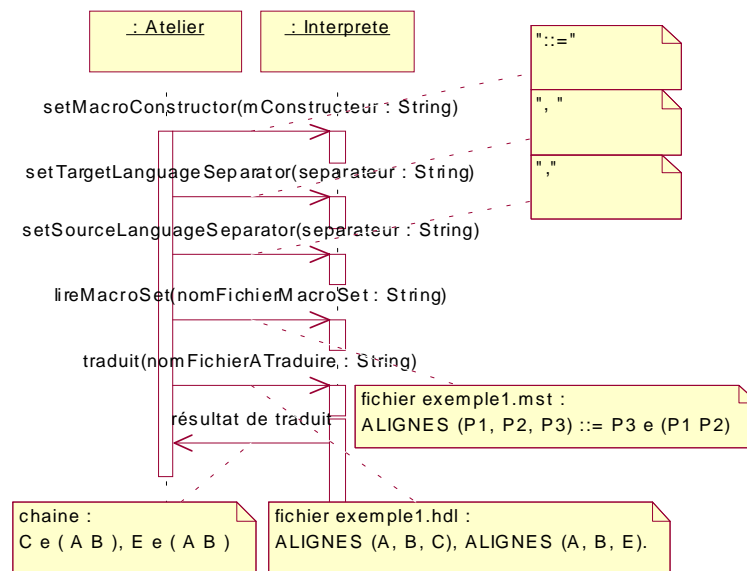 : Atelier
: Interprete
"::="
setMacroConstructor(mConstructeur : String)
", "
setTargetLanguageSeparator(separateur : String)
","
setSourceLanguageSeparator(separateur : String)
lireMacroSet(nomFichierMacroSet : String)
traduit(nomFichierATraduire : String)
fichier exemple1.mst :
ALIGNES (P1, P2, P3) ::= P3 e (P1 P2)
résultat de traduit
chaine :
C e ( A B ), E e ( A B )
fichier exemple1.hdl :
ALIGNES (A, B, C), ALIGNES (A, B, E).